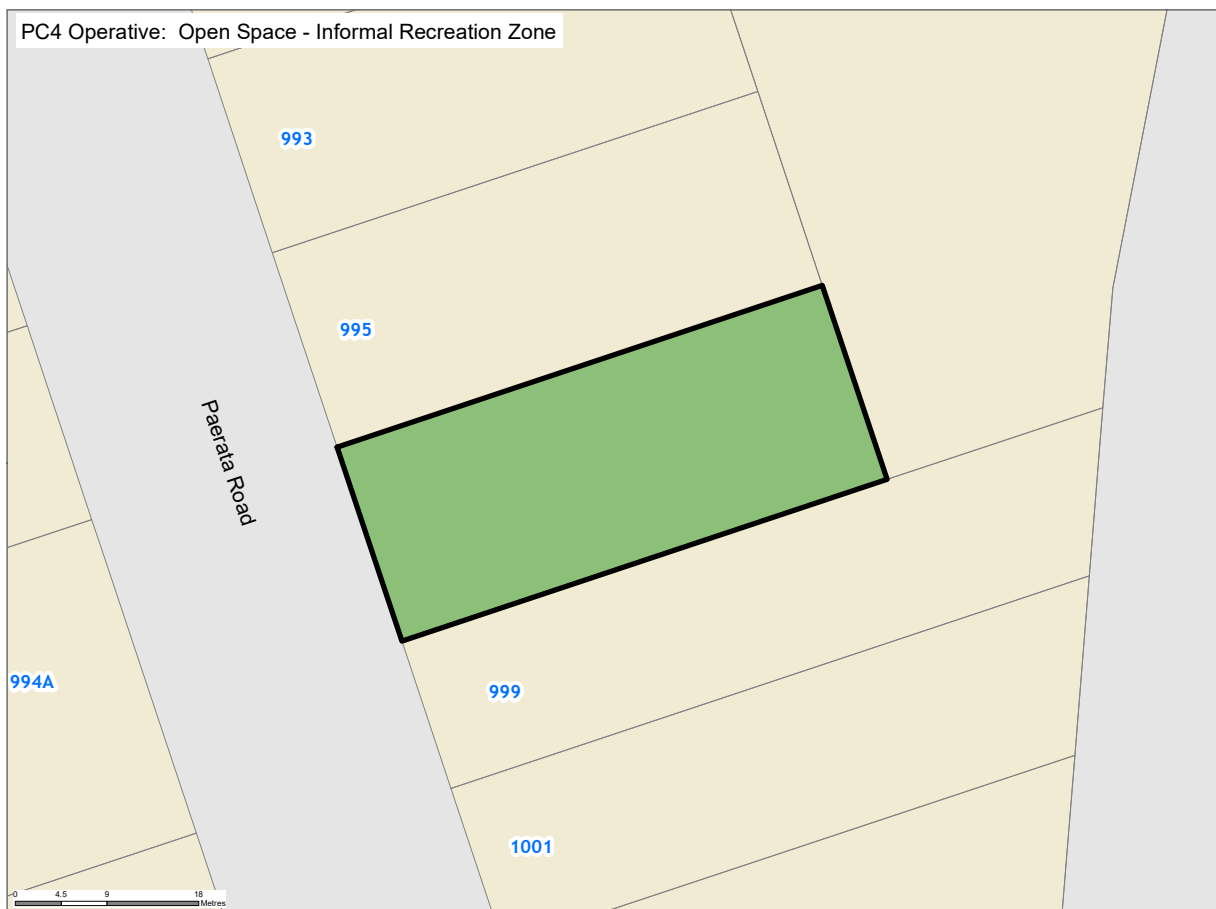 PC4 Operative:  Open Space - Informal Recreation Zone
993
995
Paerata Road
994A
999
1001
0 4.5 9 18
Metres